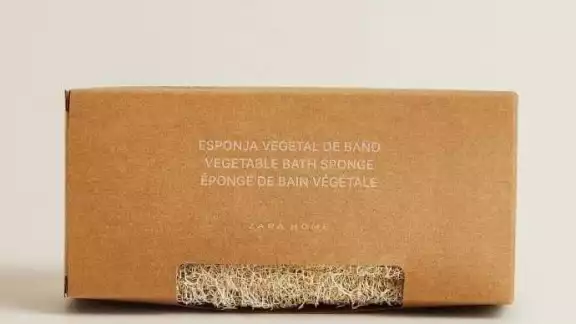 ESPONJA VEGETAL DE BAÑO
VEGETABLE BATH SPONGE
ÉPONGE DE BAIN VÉGÉTALE
ZARA HOME